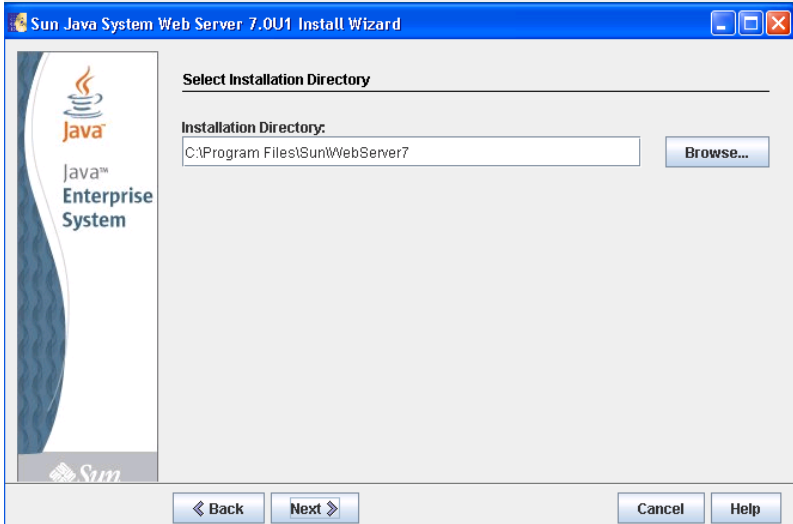 Sun Java System Web Server 7.0U1 Install Wizard
Select Installation Directory
Java
Java™
Enterprise
System
Installation Directory:
C:\Program Files\Sun\WebServer7
Browse...
Sun
Back
Next
Cancel
Help